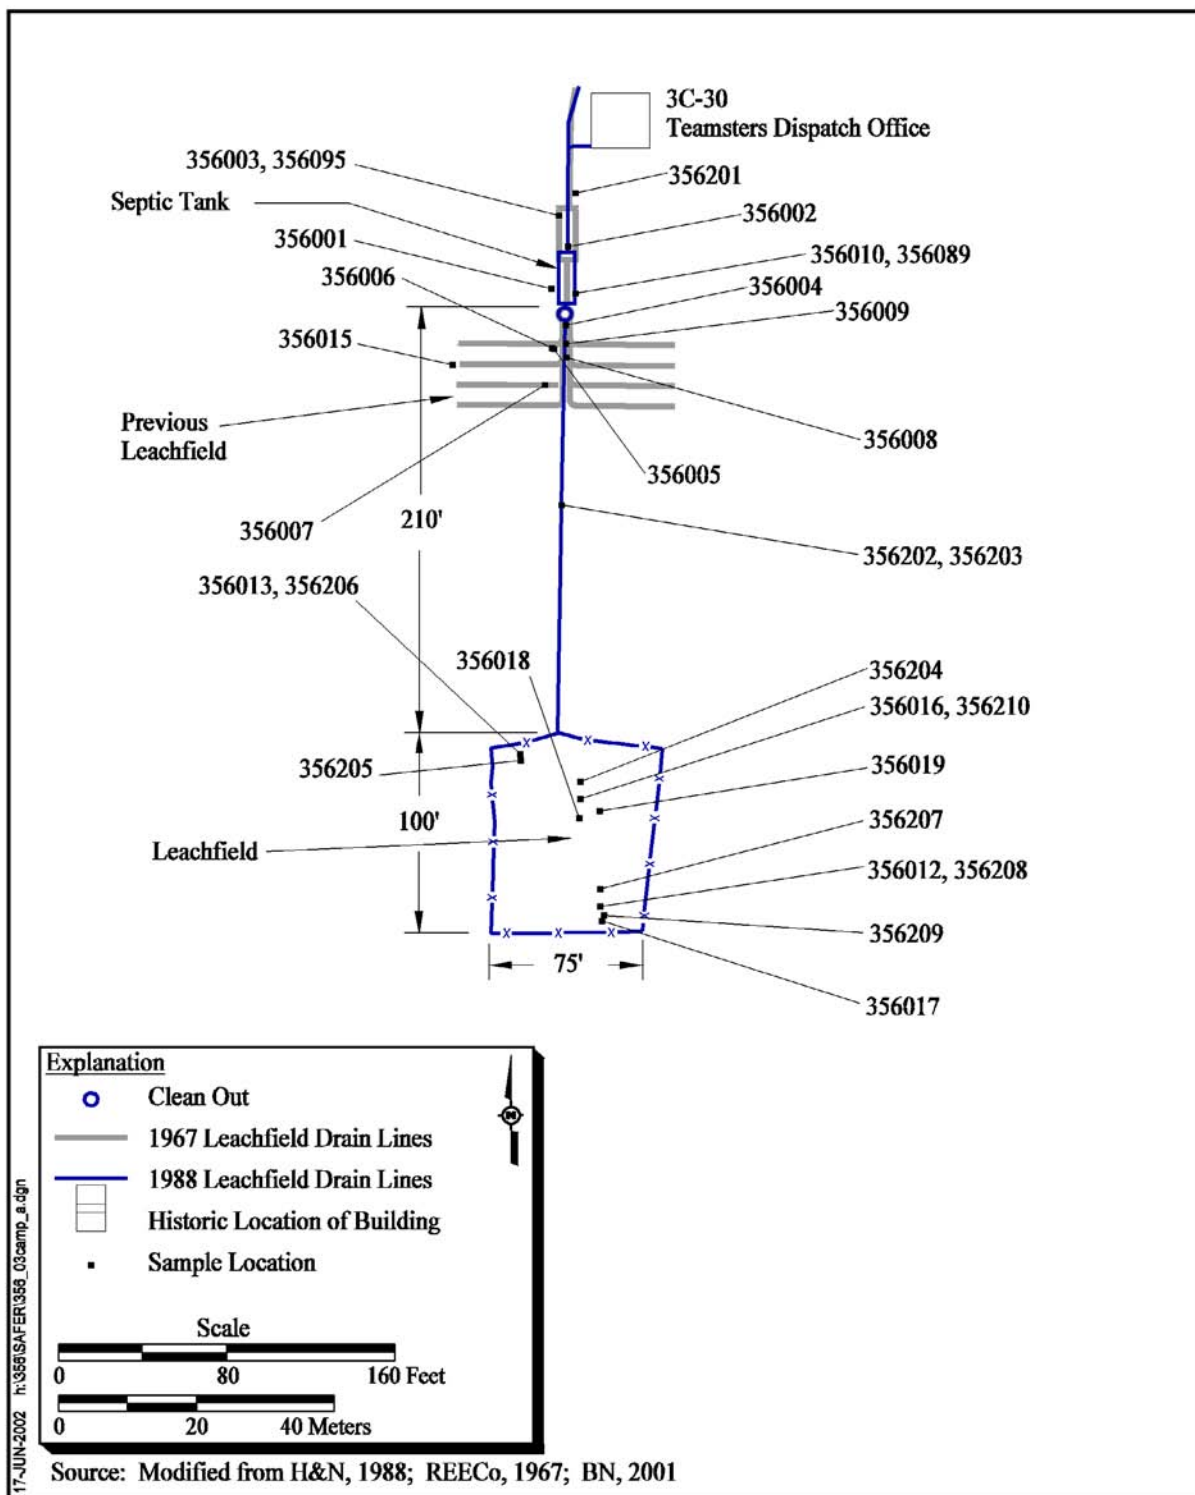 3C-30
Teamsters Dispatch Office
356003, 356095
356201
Septic Tank
356002
356001
356010, 356089
356006
356004
356009
356015
Previous
Leachfield
356008
356005
356007
210'
356202, 356203
356013, 356206
356018
356204
356016, 356210
356205
356019
100'
356207
Leachfield
356012, 356208
356209
75'
356017
Explanation
N
Clean Out
1967 Leachfield Drain Lines
1988 Leachfield Drain Lines
Historic Location of Building
Sample Location
Scale
0 80 160 Feet
0 20 40 Meters
17-JUN-2002 h:\356\SAFER\356_03camp_a.dgn
Source: Modified from H&N, 1988; REECo, 1967; BN, 2001